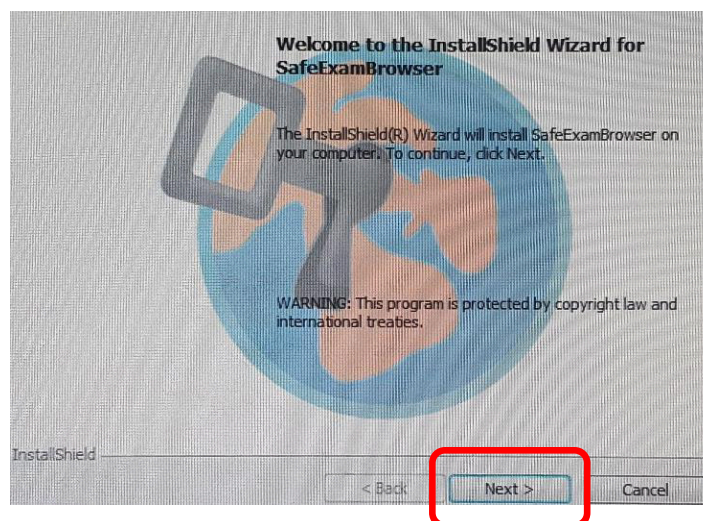 Welcome to the InstallShield Wizard for
SafeExamBrowser
The InstallShield(R) Wizard will install SafeExamBrowser on
your computer. To continue, click Next.
WARNING: This program is protected by copyright law and
international treaties.
InstallShield
< Back
Next >
Cancel